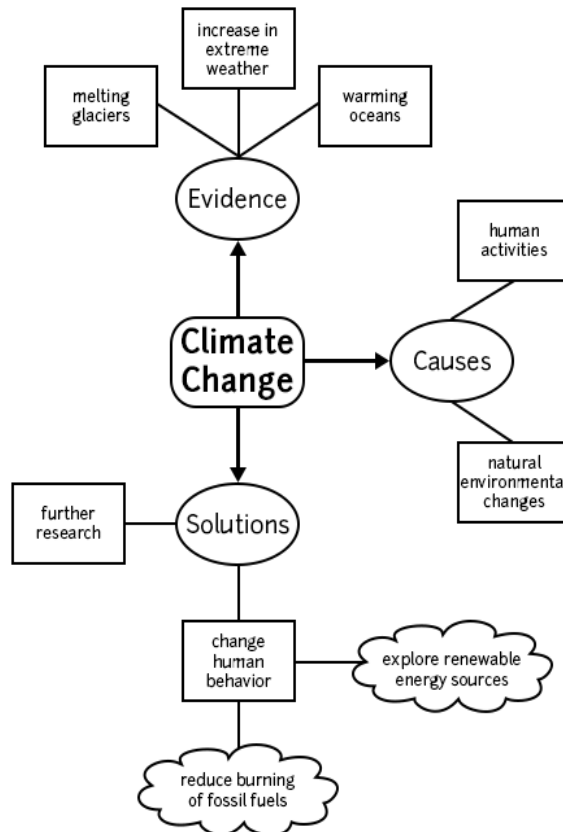 increase in
extreme
weather
melting
glaciers
warming
oceans
Evidence
human
activities
Climate
Change
Causes
natural
environmental
changes
further
research
Solutions
change
human
behavior
explore renewable
energy sources
reduce burning
of fossil fuels